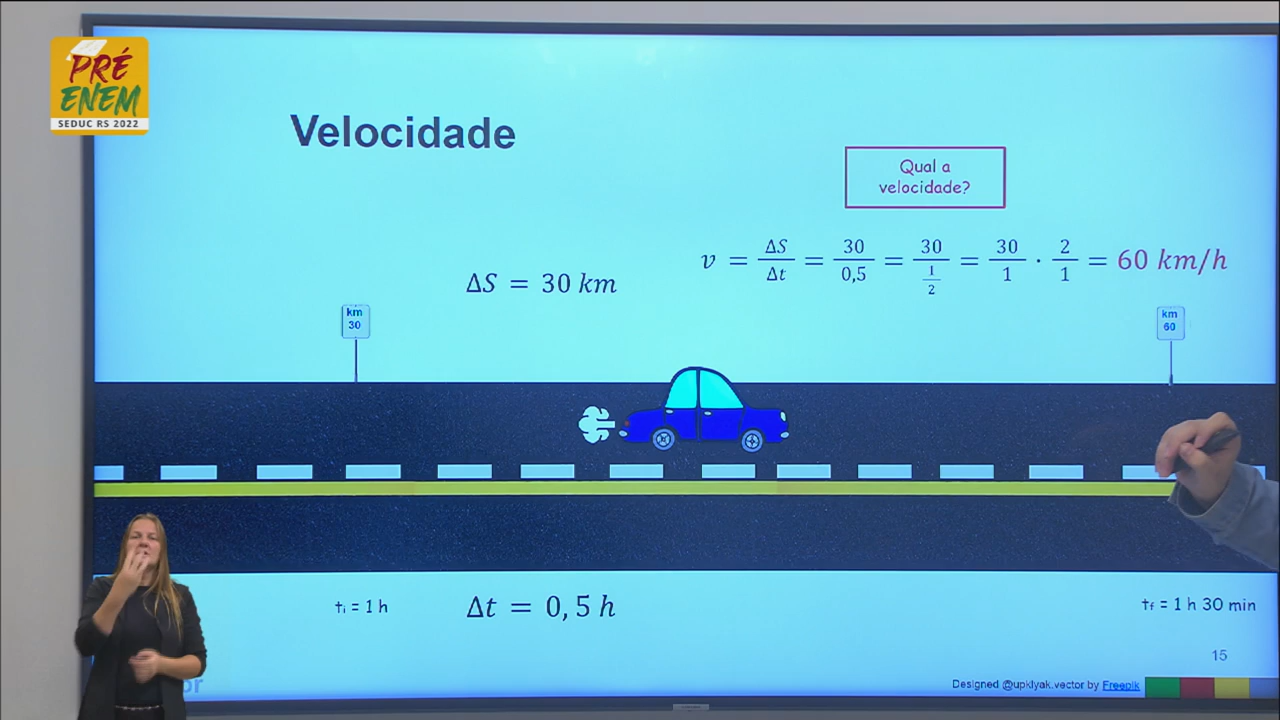 PRÉ
ENEM
SEDUC RS 2022
Velocidade
Qual a
velocidade?
v = ΔS/Δt = 30/0,5 = 30/(1/2) = 30/1 · 2/1 = 60 km/h
ΔS = 30 km
km
30
km
60
tᵢ = 1 h
Δt = 0,5 h
t_f = 1 h 30 min
15
Designed @upklyak.vector by Freepik